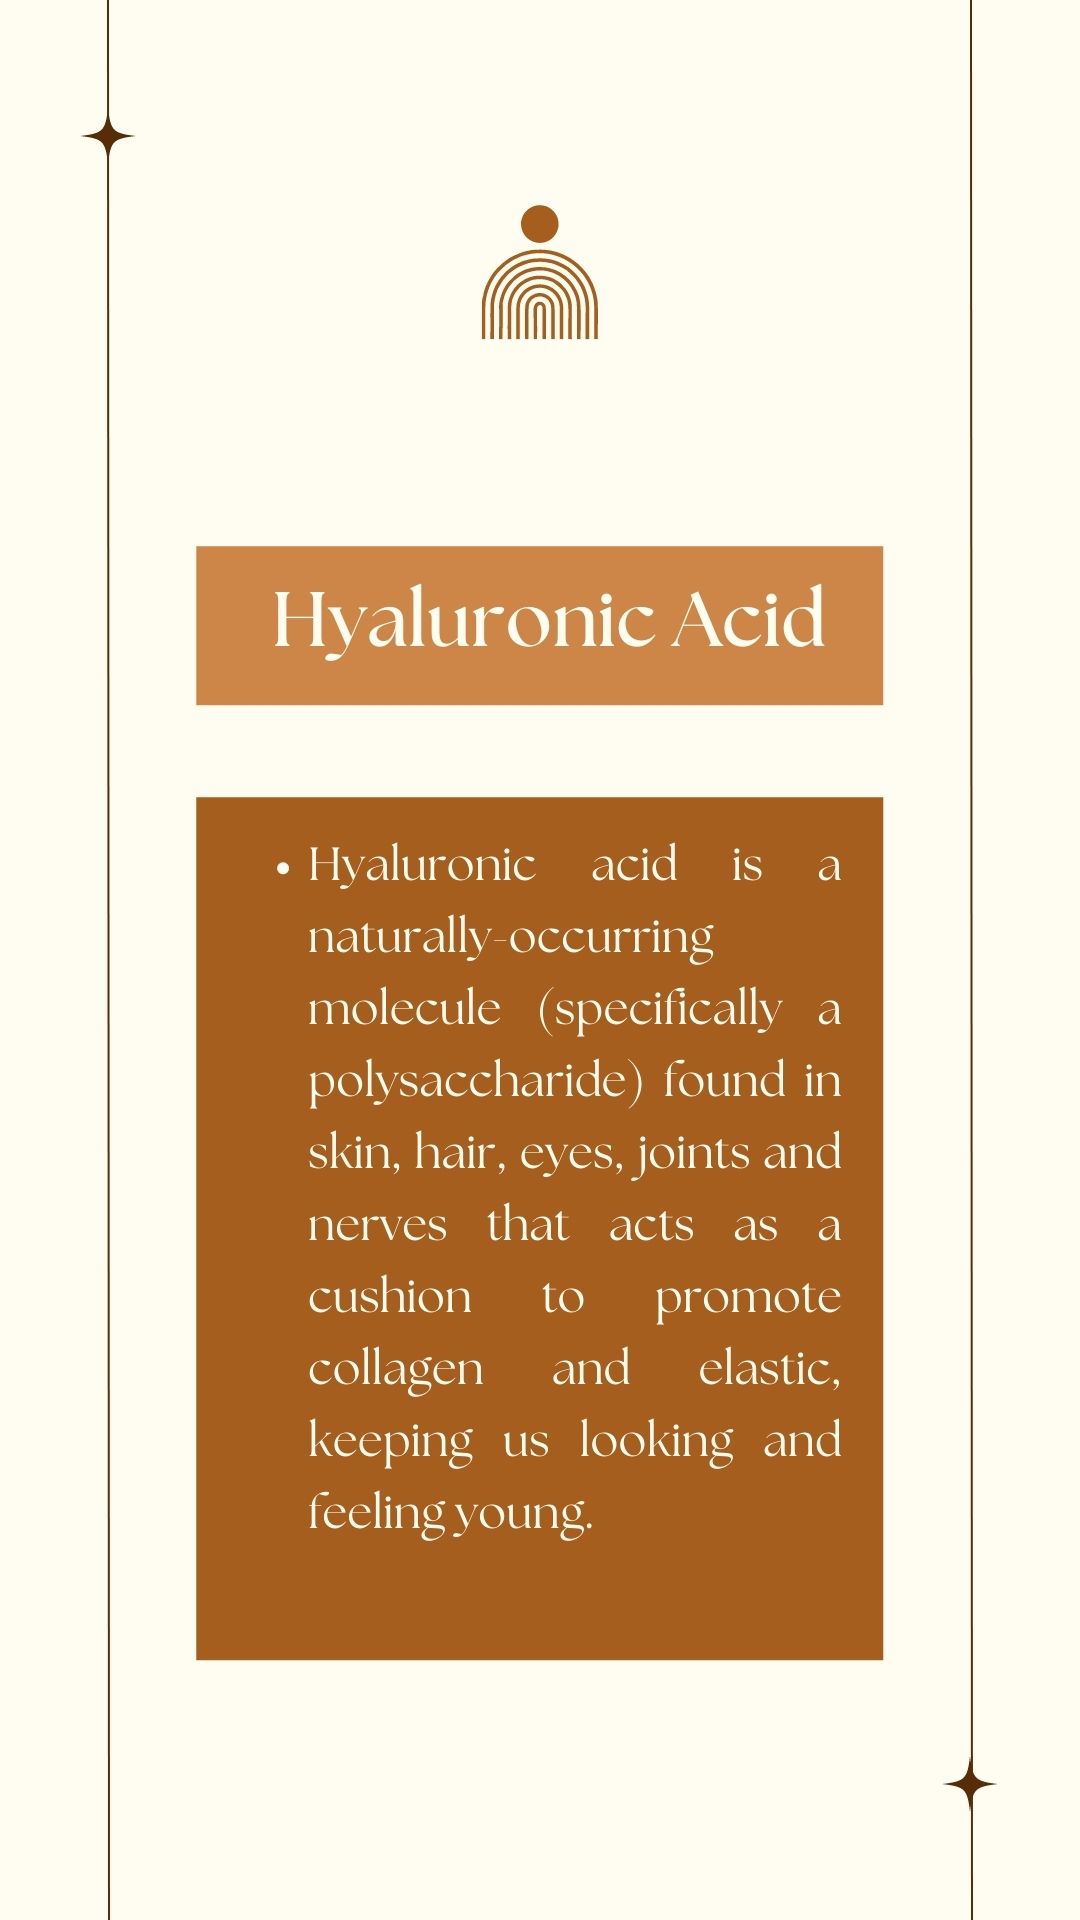 Hyaluronic Acid
• Hyaluronic acid is a
naturally-occurring
molecule (specifically a
polysaccharide) found in
skin, hair, eyes, joints and
nerves that acts as a
cushion to promote
collagen and elastic,
keeping us looking and
feeling young.